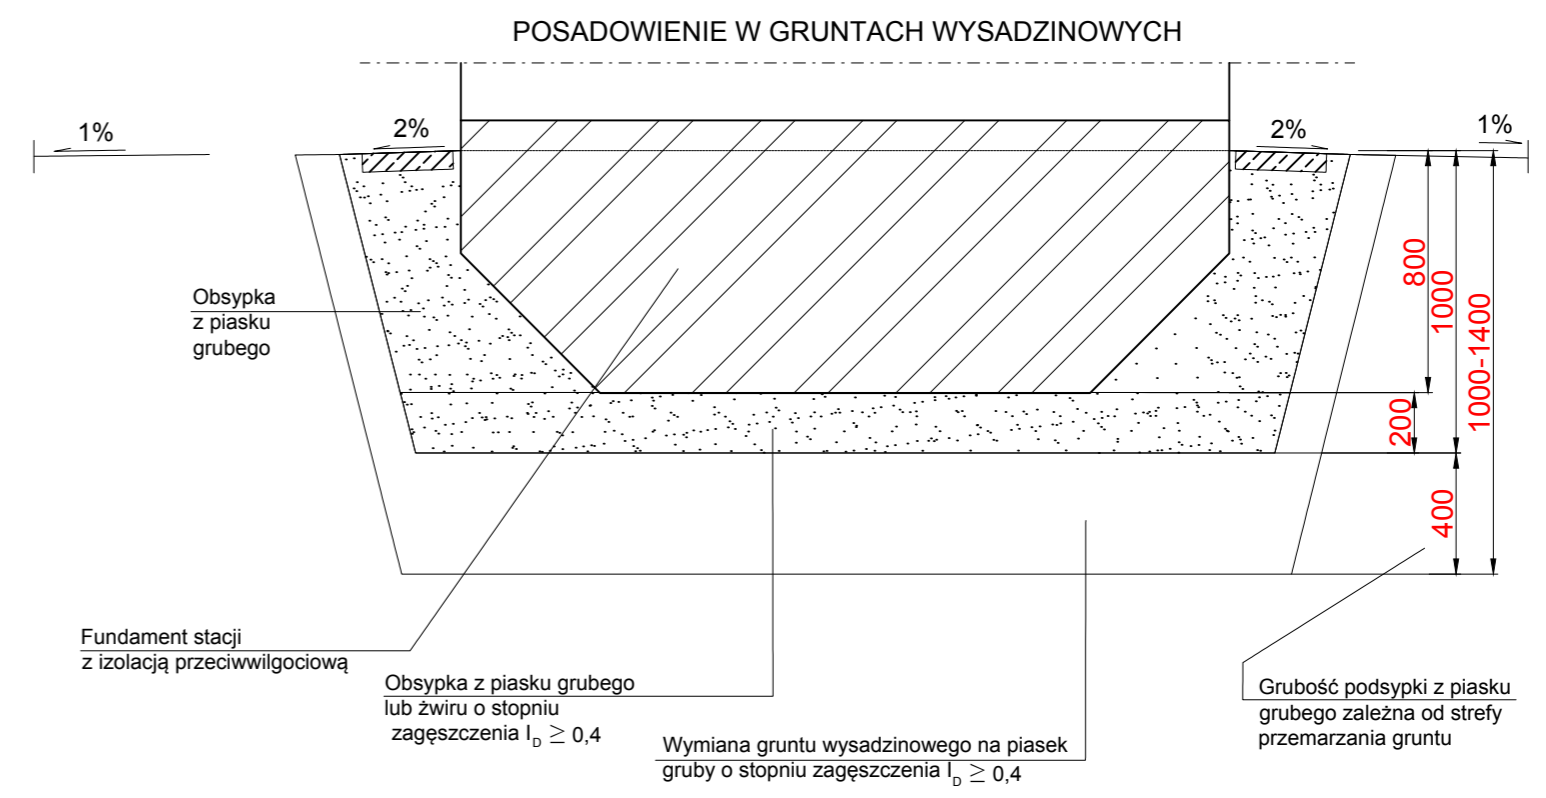 POSADOWIENIE W GRUNTACH WYSADZINOWYCH
1%
2%
2%
1%
Obsypka
z piasku
grubego
800
1000
1000-1400
200
400
Fundament stacji
z izolacją przeciwwilgociową
Obsypka z piasku grubego
lub żwiru o stopniu
zagęszczenia I_D ≥ 0,4
Wymiana gruntu wysadzinowego na piasek
gruby o stopniu zagęszczenia I_D ≥ 0,4
Grubość podsypki z piasku
grubego zależna od strefy
przemarzania gruntu